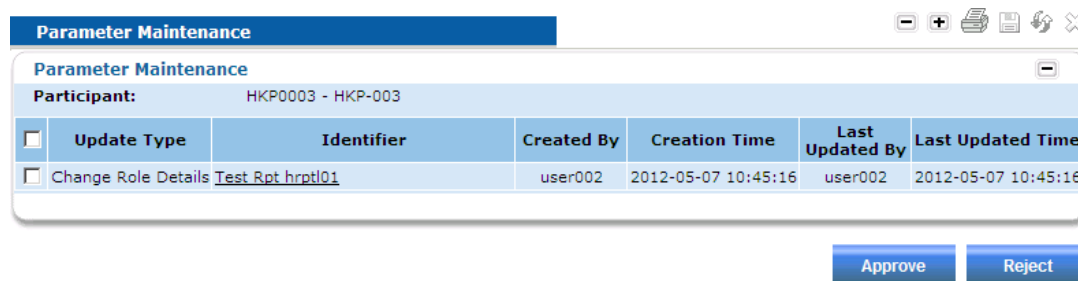 Parameter Maintenance
Parameter Maintenance
Participant: HKP0003 - HKP-003
Update Type Identifier Created By Creation Time Last Updated By Last Updated Time
Change Role Details Test Rpt hrptl01 user002 2012-05-07 10:45:16 user002 2012-05-07 10:45:16
Approve Reject